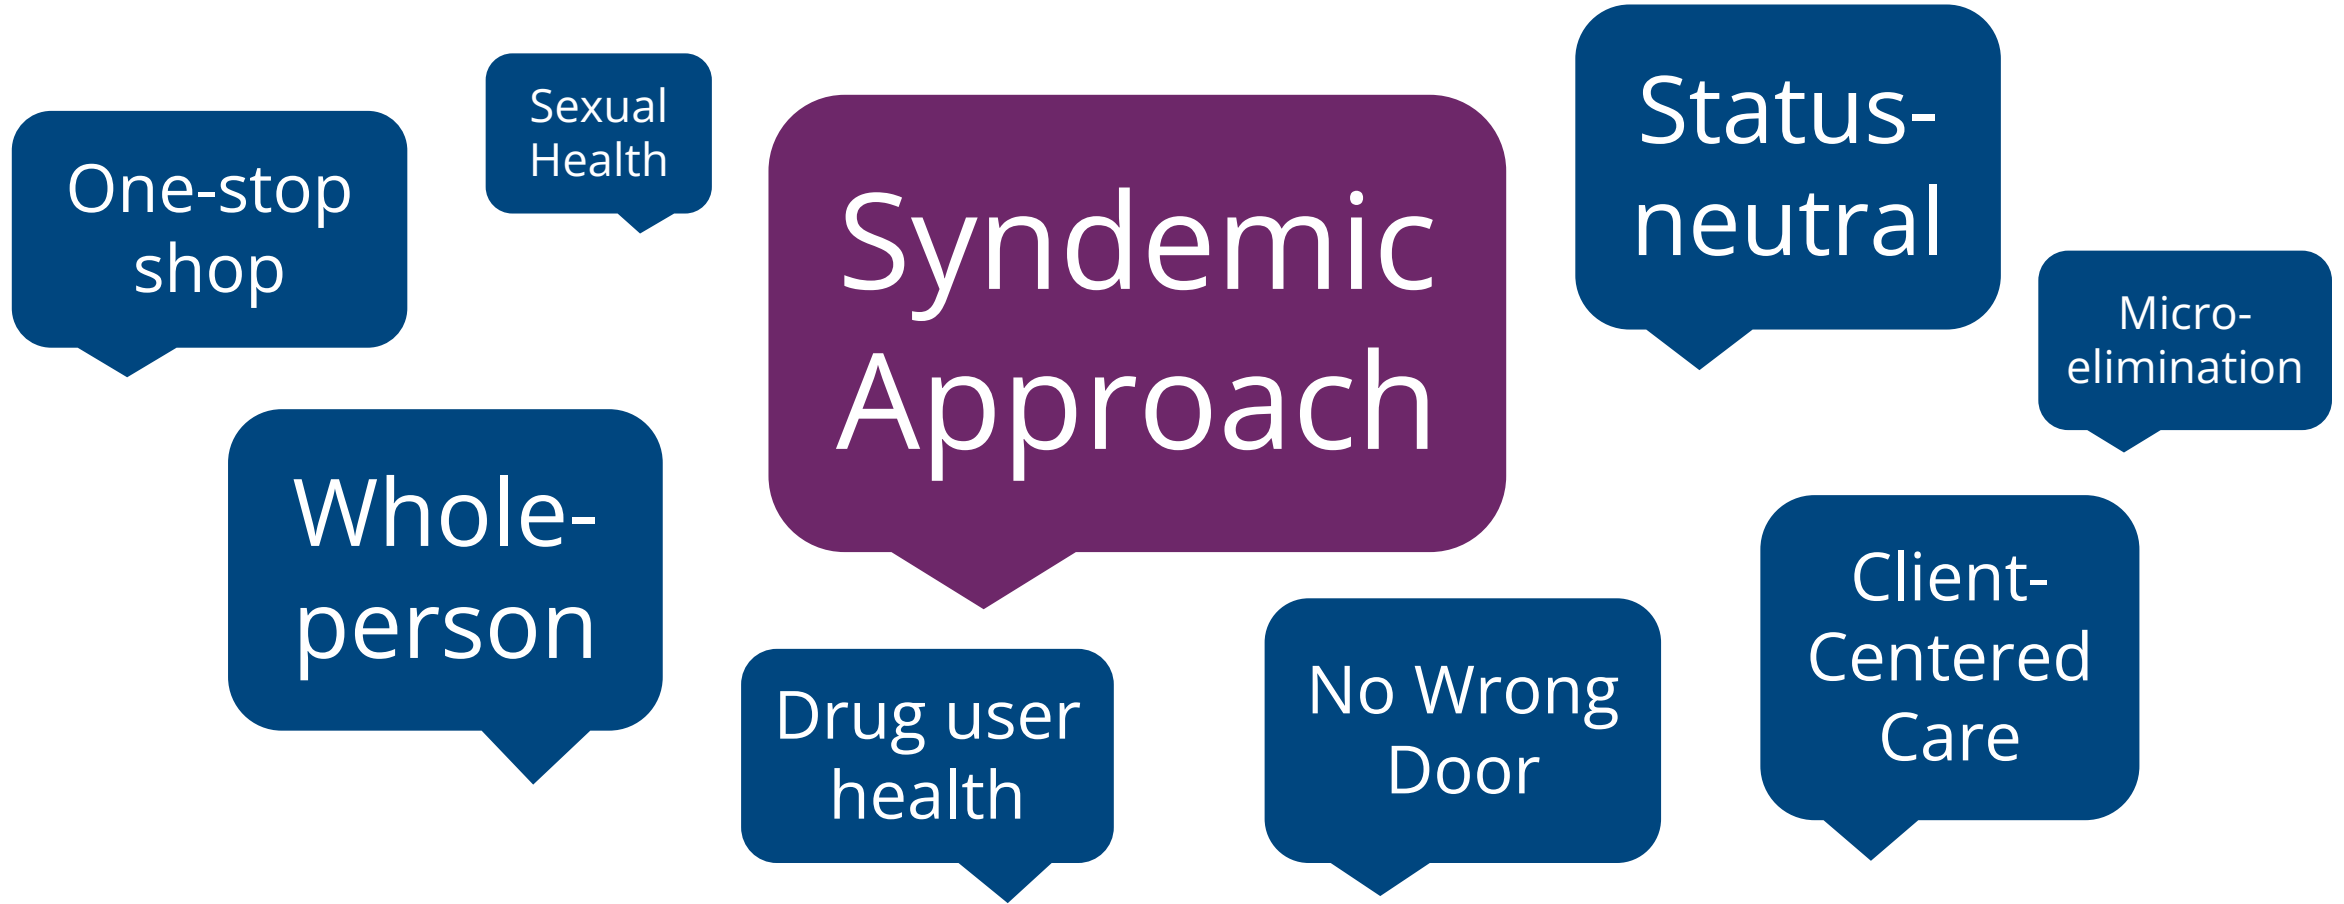 One-stop
shop
Sexual
Health
Syndemic
Approach
Status-
neutral
Micro-
elimination
Whole-
person
Drug user
health
No Wrong
Door
Client-
Centered
Care